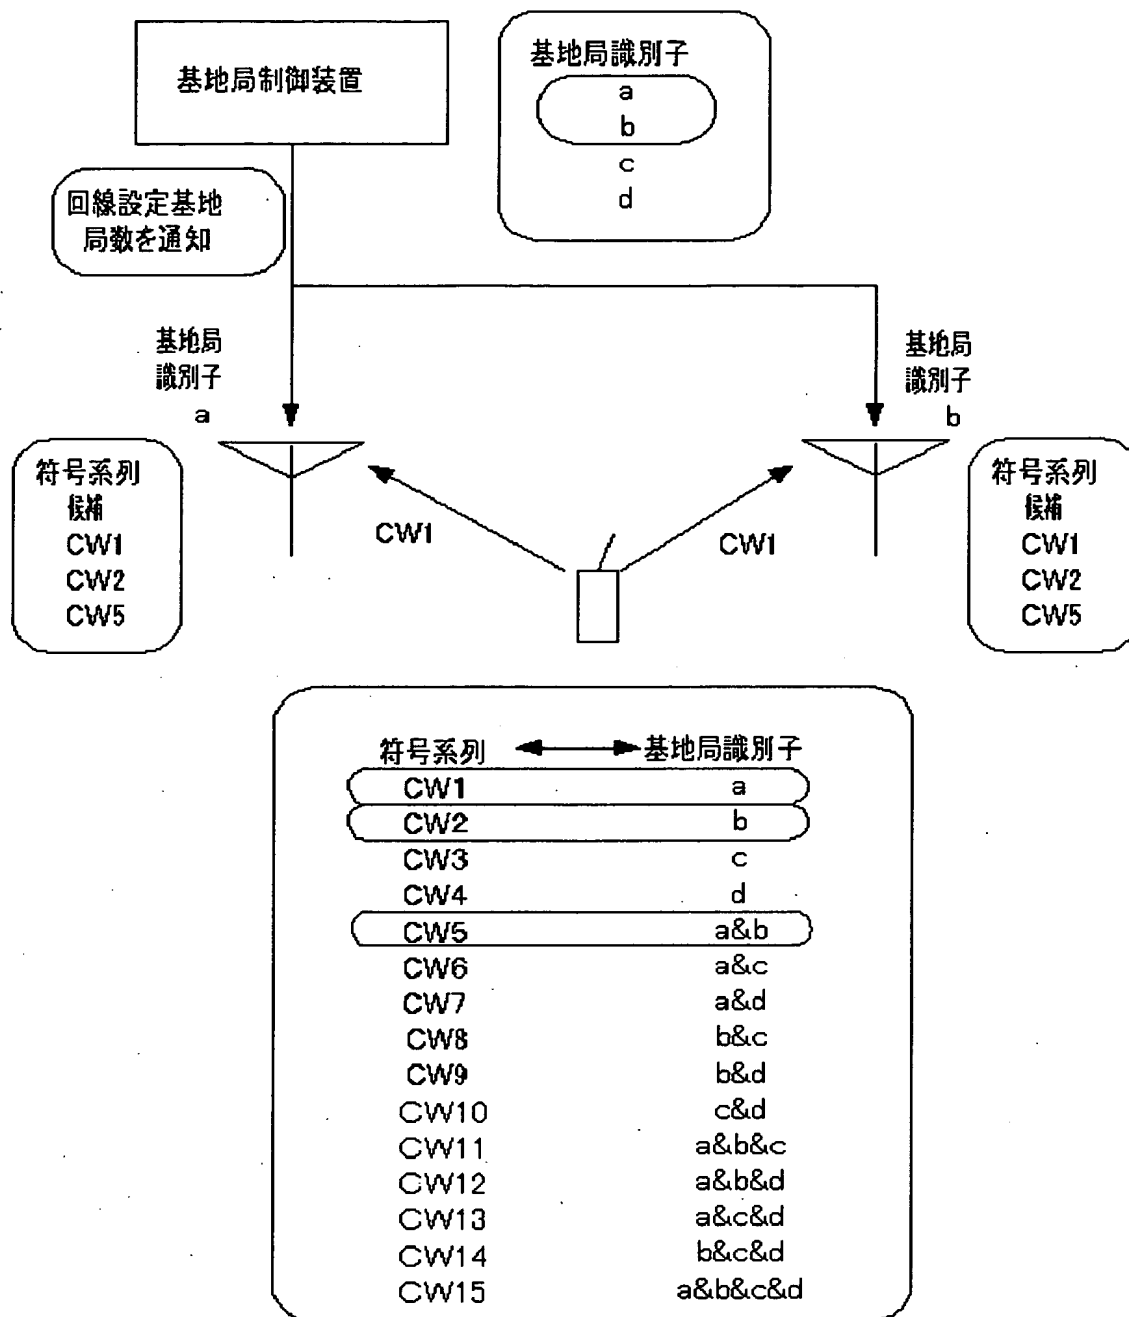 基地局制御装置
基地局識別子
a
b
c
d
回線設定基地
局数を通知
基地局
識別子
a
基地局
識別子
b
符号系列
候補
CW1
CW2
CW5
CW1
CW1
符号系列
候補
CW1
CW2
CW5
符号系列 基地局識別子
CW1 a
CW2 b
CW3 c
CW4 d
CW5 a&b
CW6 a&c
CW7 a&d
CW8 b&c
CW9 b&d
CW10 c&d
CW11 a&b&c
CW12 a&b&d
CW13 a&c&d
CW14 b&c&d
CW15 a&b&c&d